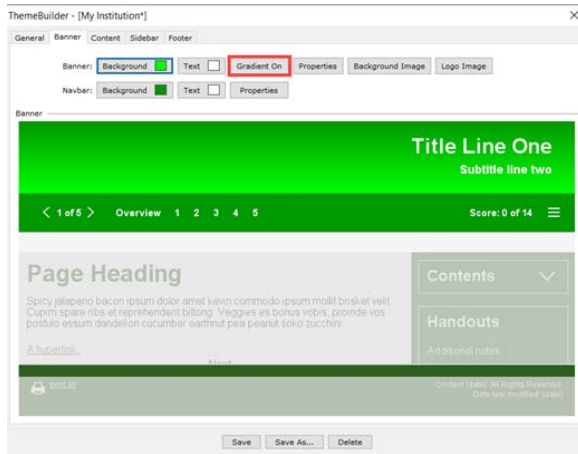 ThemeBuilder - [My Institution*]
General Banner Content Sidebar Footer
Banner: Background Text Gradient On Properties Background Image Logo Image
Navbar: Background Text Properties
Banner
Title Line One
Subtitle line two
< 1 of 5 > Overview 1 2 3 4 5 Score: 0 of 14
Page Heading
Spicy jalapeno bacon ipsum dolor amet kevin commodo ipsum mollit brisket velit.
Cupim spare ribs et reprehenderit biltong. Veggies es bonus vobis, proinde vos
postulo essum dandelion cucumber earthnut pea peanut soko zucchini.
A hyperlink.
Next
Contents
Handouts
Additional notes
print all
Content (date). All Rights Reserved.
Date last modified: (date)
Save Save As... Delete